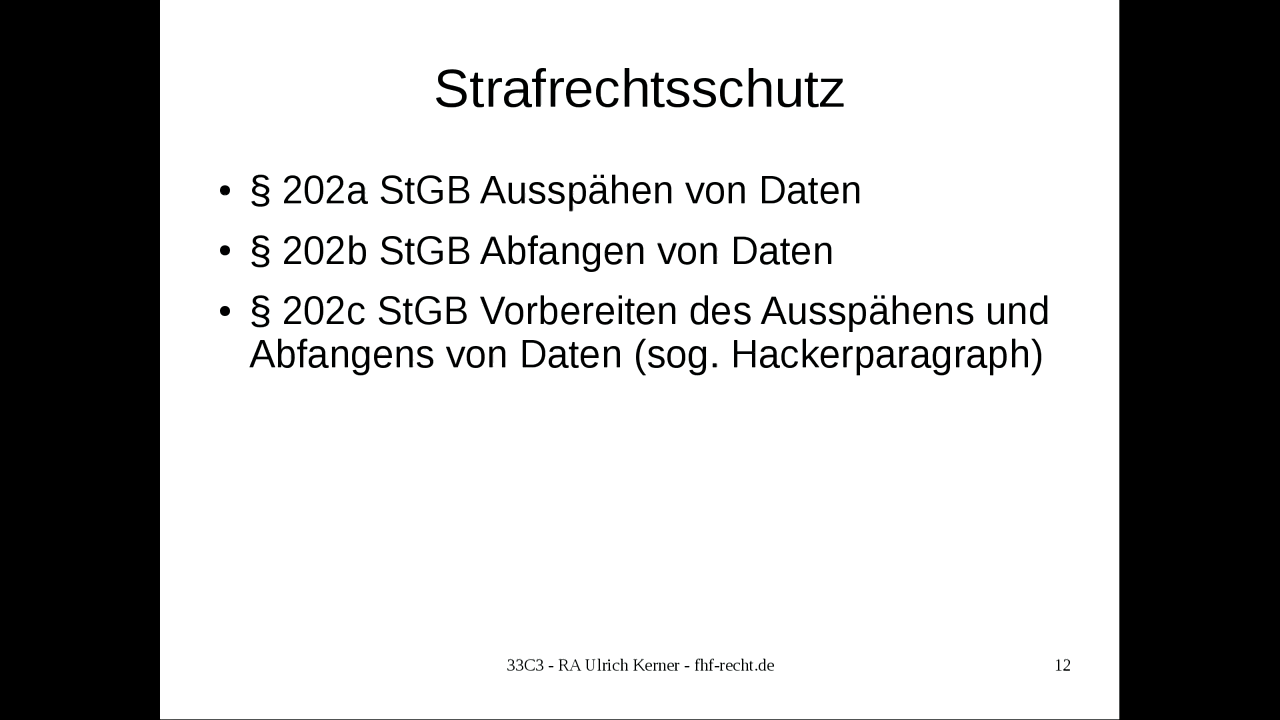 Strafrechtsschutz
• § 202a StGB Ausspähen von Daten
• § 202b StGB Abfangen von Daten
• § 202c StGB Vorbereiten des Ausspähens und
Abfangens von Daten (sog. Hackerparagraph)
33C3 - RA Ulrich Kerner - fhf-recht.de
12